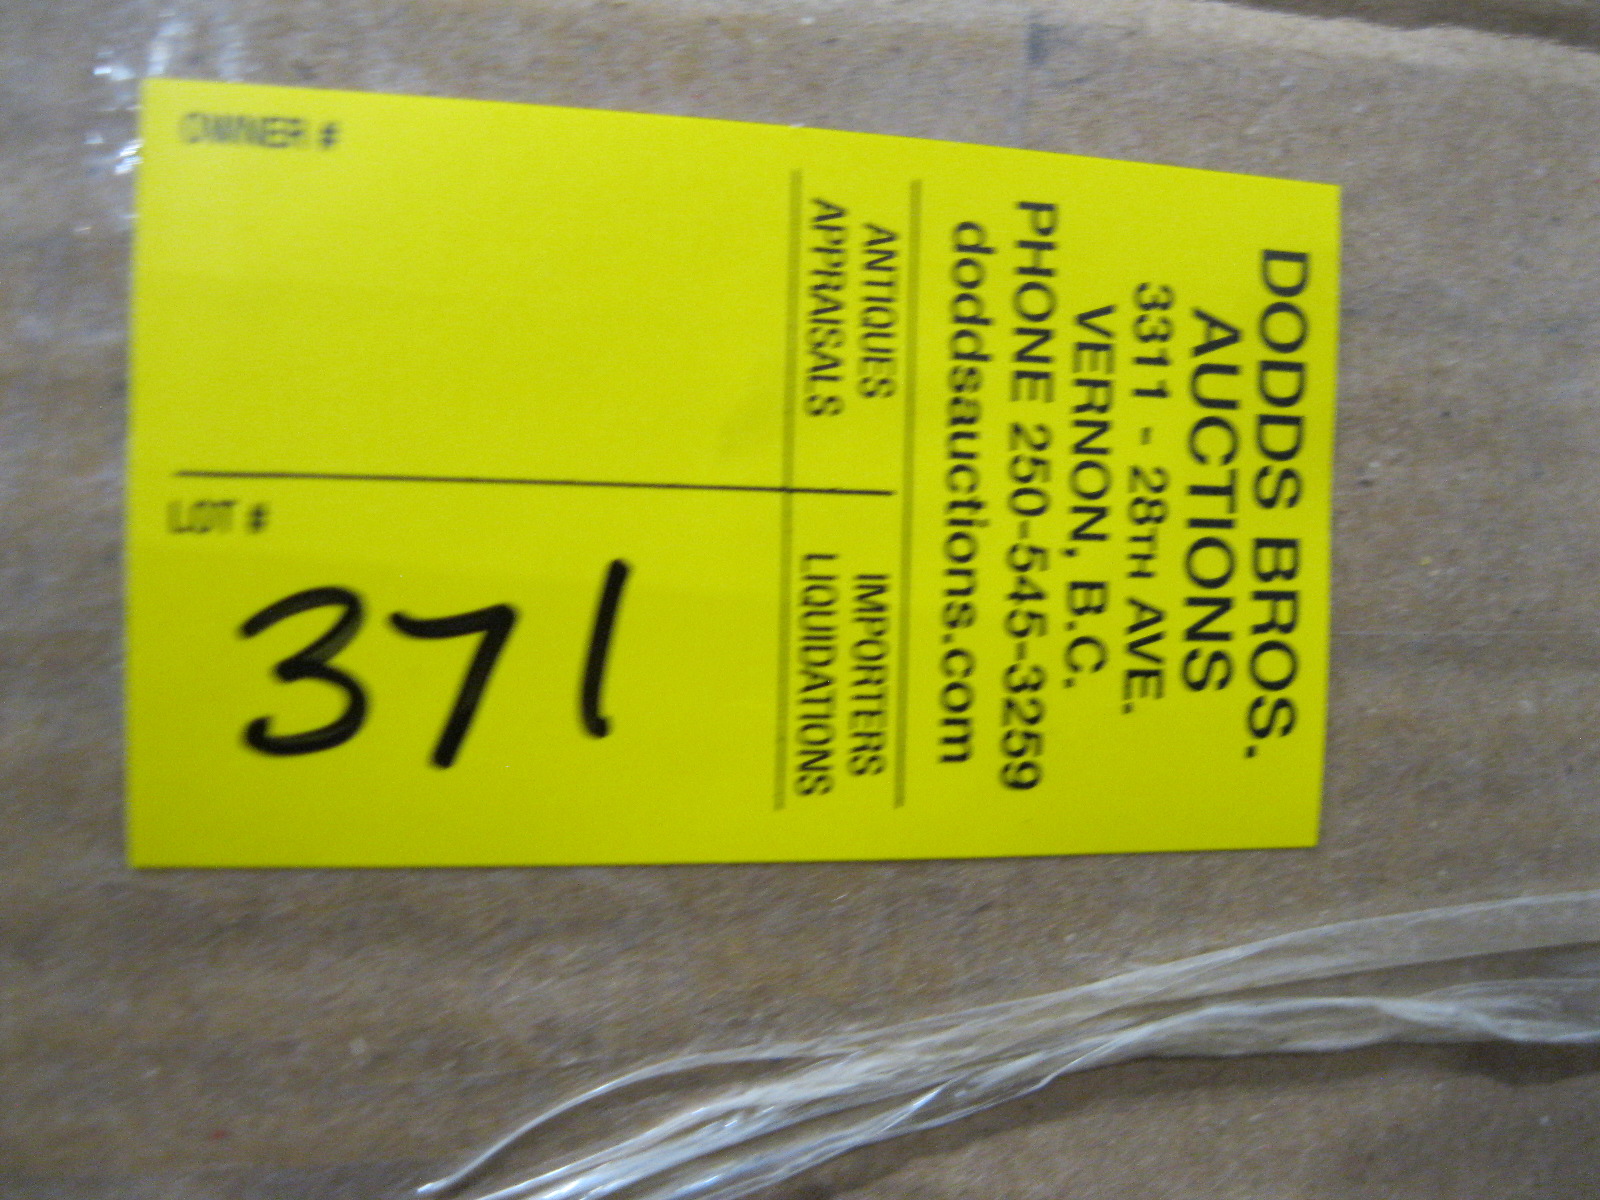 DODDS BROS.
AUCTIONS
3311 - 28TH AVE.
VERNON, B.C.
PHONE 250-545-3259
doddsauctions.com
ANTIQUES
APPRAISALS
IMPORTERS
LIQUIDATIONS
OWNER #
LOT #
371